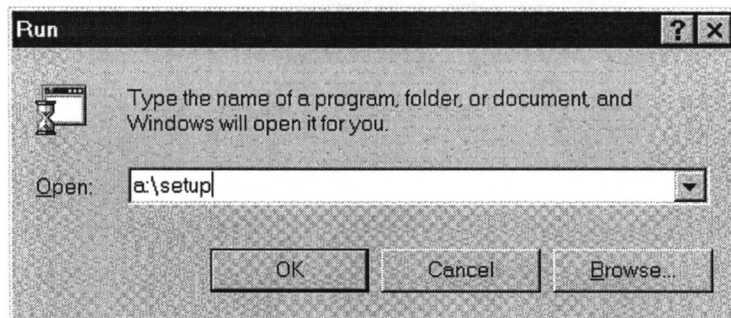 Run
Type the name of a program, folder, or document, and
Windows will open it for you.
Open: a:\setup
OK Cancel Browse...